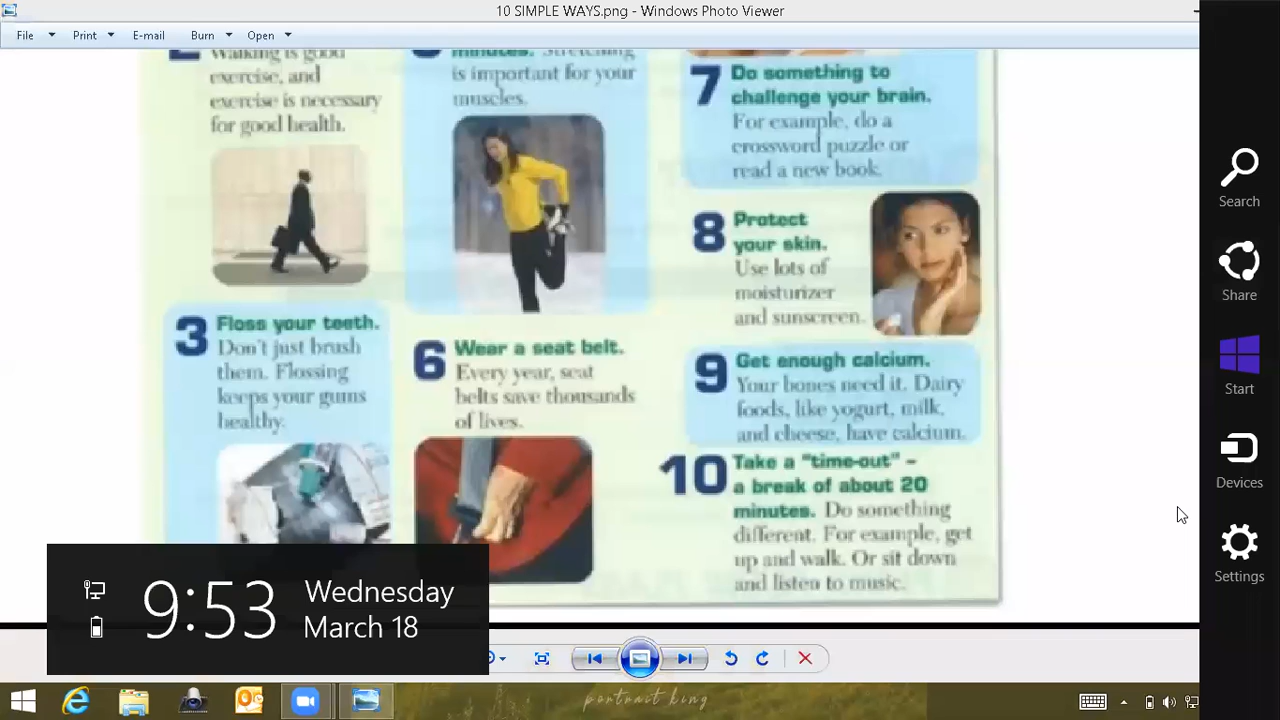 10 SIMPLE WAYS.png - Windows Photo Viewer
File Print E-mail Burn Open
Walking is good
exercise, and
exercise is necessary
for good health.
3 Floss your teeth.
Don't just brush
them. Flossing
keeps your gums
healthy.
minutes. Stretching
is important for your
muscles.
6 Wear a seat belt.
Every year, seat
belts save thousands
of lives.
7 Do something to
challenge your brain.
For example, do a
crossword puzzle or
read a new book.
8 Protect
your skin.
Use lots of
moisturizer
and sunscreen.
9 Get enough calcium.
Your bones need it. Dairy
foods, like yogurt, milk,
and cheese, have calcium.
10 Take a "time-out" –
a break of about 20
minutes. Do something
different. For example, get
up and walk. Or sit down
and listen to music.
Search
Share
Start
Devices
Settings
9:53
Wednesday
March 18
portrait king